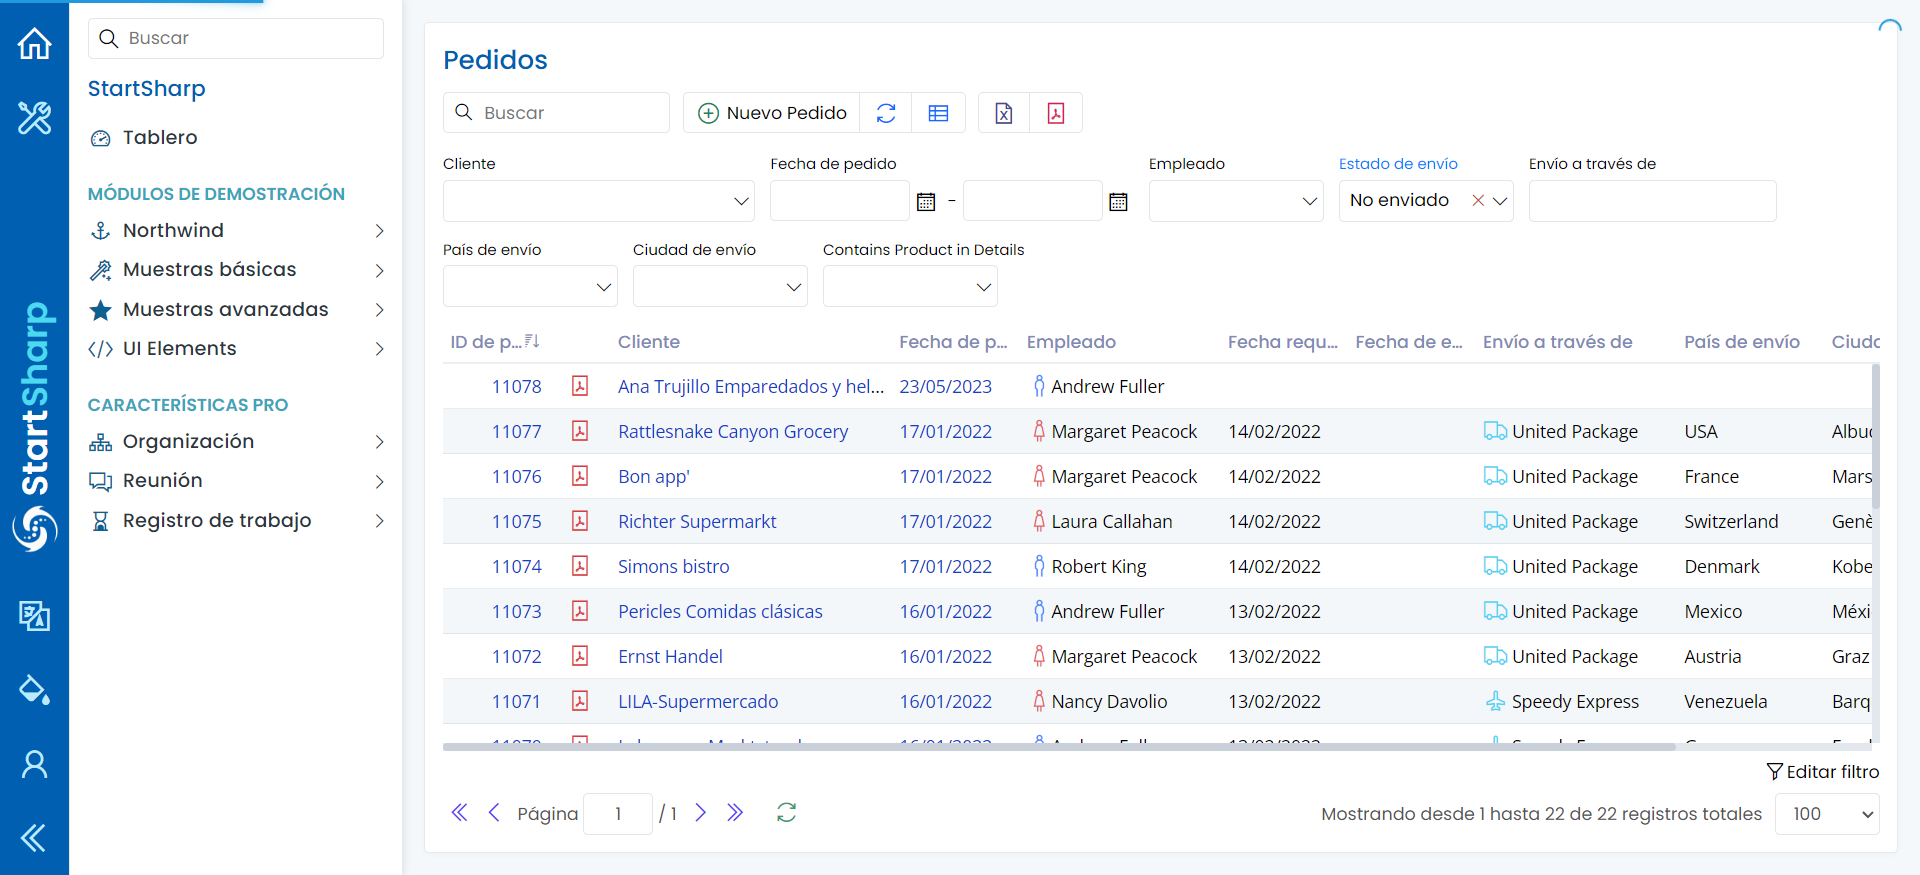 Buscar
StartSharp
Tablero
MÓDULOS DE DEMOSTRACIÓN
Northwind
Muestras básicas
Muestras avanzadas
UI Elements
CARACTERÍSTICAS PRO
Organización
Reunión
Registro de trabajo
StartSharp
Pedidos
Buscar
Nuevo Pedido
Cliente
Fecha de pedido
Empleado
Estado de envío
Envío a través de
-
No enviado
País de envío
Ciudad de envío
Contains Product in Details
ID de p... Cliente Fecha de p... Empleado Fecha requ... Fecha de e... Envío a través de País de envío Ciudc
11078 Ana Trujillo Emparedados y hel... 23/05/2023 Andrew Fuller
11077 Rattlesnake Canyon Grocery 17/01/2022 Margaret Peacock 14/02/2022 United Package USA Albuc
11076 Bon app' 17/01/2022 Margaret Peacock 14/02/2022 United Package France Mars
11075 Richter Supermarkt 17/01/2022 Laura Callahan 14/02/2022 United Package Switzerland Genè
11074 Simons bistro 17/01/2022 Robert King 14/02/2022 United Package Denmark Kobe
11073 Pericles Comidas clásicas 16/01/2022 Andrew Fuller 13/02/2022 United Package Mexico Méxi
11072 Ernst Handel 16/01/2022 Margaret Peacock 13/02/2022 United Package Austria Graz
11071 LILA-Supermercado 16/01/2022 Nancy Davolio 13/02/2022 Speedy Express Venezuela Barq
Editar filtro
Página 1 / 1
Mostrando desde 1 hasta 22 de 22 registros totales 100